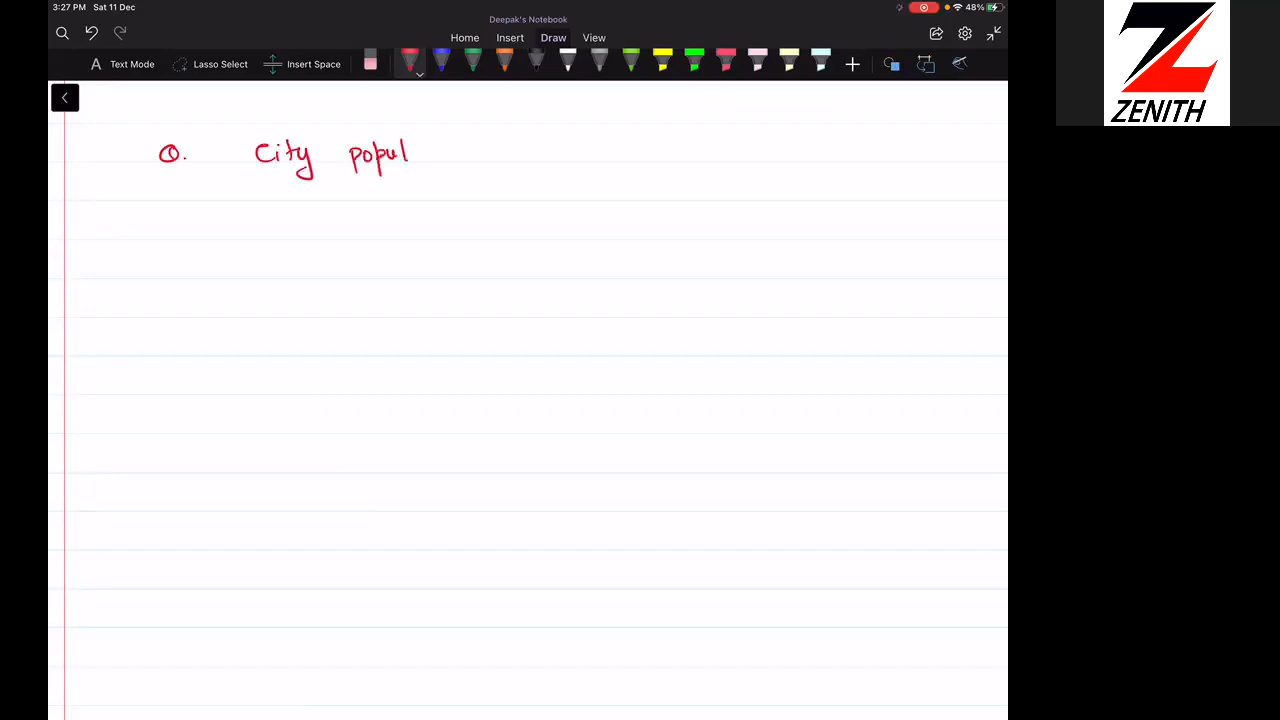 3:27 PM Sat 11 Dec
48%
Deepak's Notebook
Home Insert Draw View
Text Mode Lasso Select Insert Space
Q. City popul
ZENITH